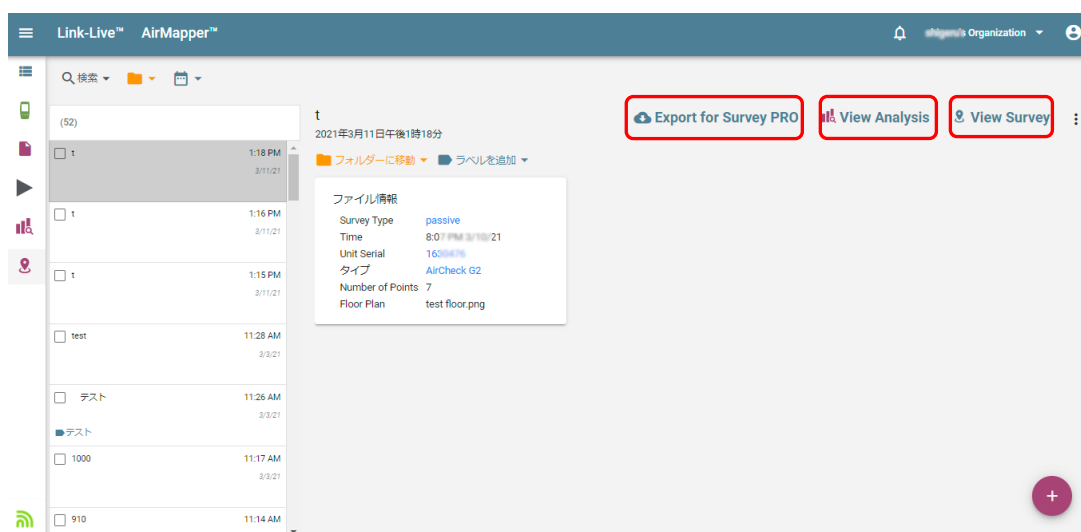 Link-Live™ AirMapper™
Organization
検索
(52)
t 1:18 PM
3/11/21
t 1:16 PM
3/11/21
t 1:15 PM
3/11/21
test 11:28 AM
3/3/21
テスト 11:26 AM
3/3/21
テスト
1000 11:17 AM
3/3/21
910 11:14 AM
t
2021年3月11日午後1時18分
Export for Survey PRO
View Analysis
View Survey
フォルダーに移動 ラベルを追加
ファイル情報
Survey Type passive
Time
Unit Serial
タイプ AirCheck G2
Number of Points 7
Floor Plan test floor.png